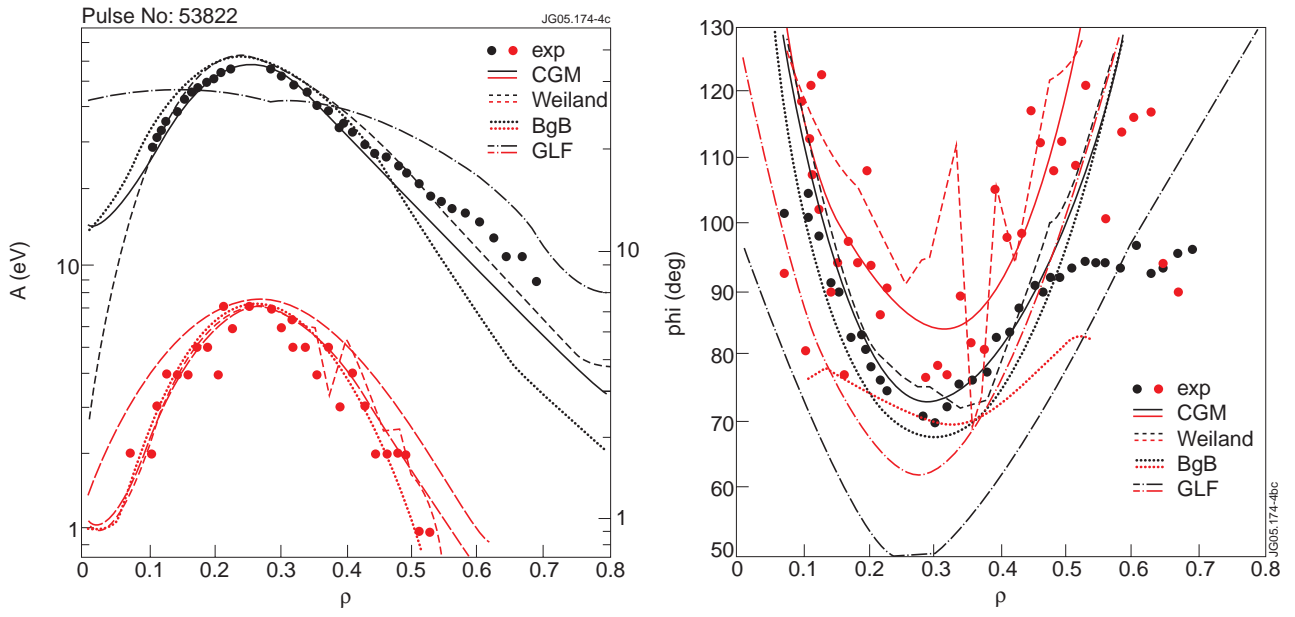 Pulse No: 53822
JG05.174-4c
exp
CGM
Weiland
BgB
GLF
A (eV)
10
1
10
1
0
0.1
0.2
0.3
0.4
0.5
0.6
0.7
0.8
ρ
130
120
110
100
90
80
70
60
50
phi (deg)
exp
CGM
Weiland
BgB
GLF
JG05.174-4bc
0
0.1
0.2
0.3
0.4
0.5
0.6
0.7
0.8
ρ